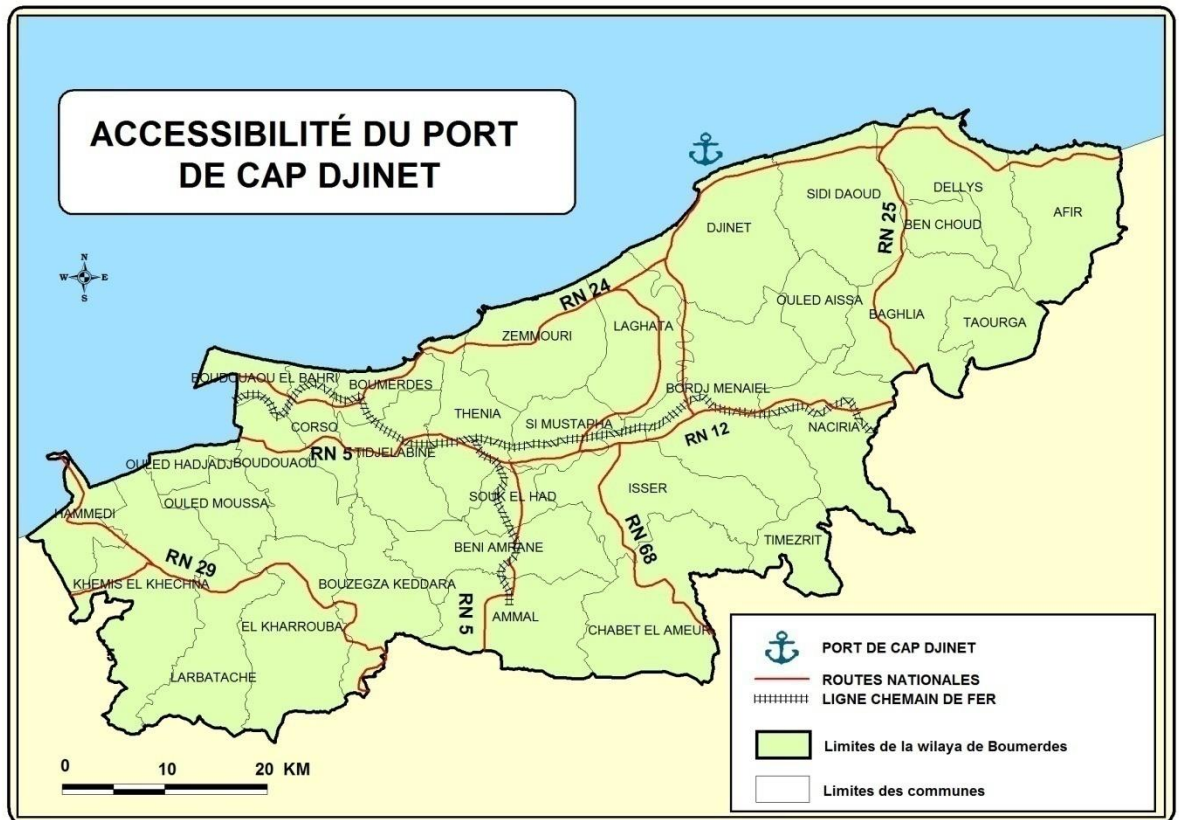 ACCESSIBILITÉ DU PORT
DE CAP DJINET
N
W E
S
DJINET
SIDI DAOUD
DELLYS
BEN CHOUD
AFIR
RN 25
OULED AISSA
BAGHLIA
TAOURGA
RN 24
ZEMMOURI
LAGHATA
BOUDOUAOU EL BAHRI
BOUMERDES
BORDJ MENAIEL
THENIA
SI MUSTAPHA
CORSO
RN 12
NACIRIA
RN 5
TIDJELABINE
OULED HADJADJ
BOUDOUAOU
OULED MOUSSA
SOUK EL HAD
ISSER
HAMMEDI
RN 68
BENI AMRANE
TIMEZRIT
RN 29
KHEMIS EL KHECHNA
BOUZEGZA KEDDARA
RN 5
AMMAL
EL KHARROUBA
CHABET EL AMEUR
LARBATACHE
PORT DE CAP DJINET
ROUTES NATIONALES
LIGNE CHEMIN DE FER
Limites de la wilaya de Boumerdes
Limites des communes
0 10 20 KM